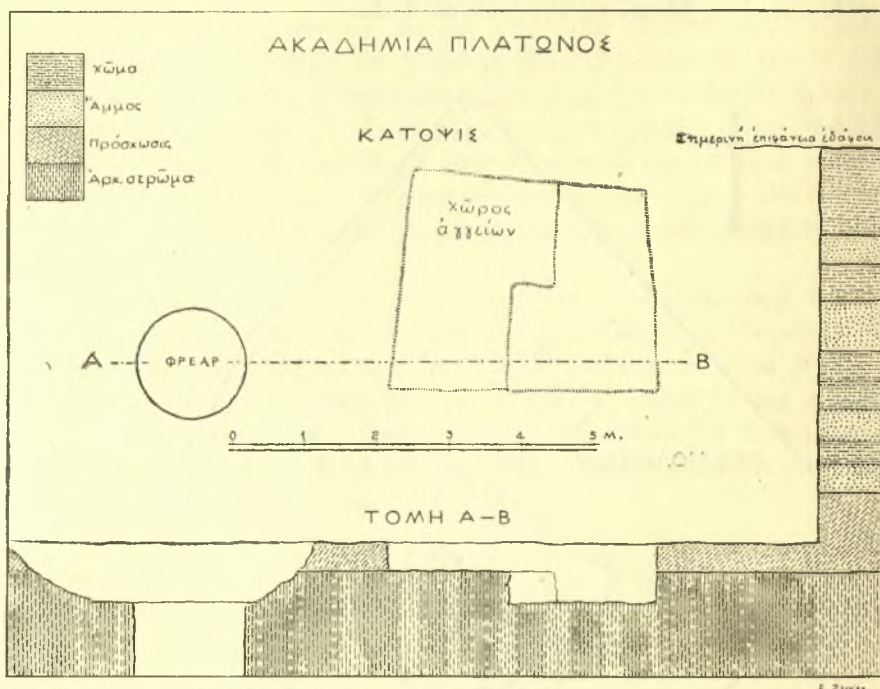 ΑΚΑΔΗΜΙΑ ΠΛΑΤΩΝΟΣ
χῶμα
Ἄμμος
Πρόσχωσις
Ἀρχ. στρῶμα
ΚΑΤΟΨΙΣ
Σημερινή ἐπιφάνεια ἐδάφους
χῶρος
ἀγγείων
Α
ΦΡΕΑΡ
Β
0 1 2 3 4 5 Μ.
ΤΟΜΗ Α–Β